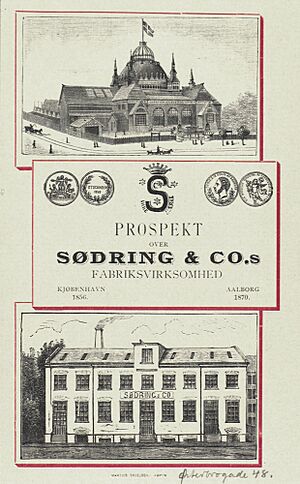 S
PROSPEKT
OVER
SØDRING & CO.s
FABRIKSVIRKSOMHED
KJØBENHAVN AALBORG
1856. 1870.
SØDRING & CO.
Østerbrogade 48.